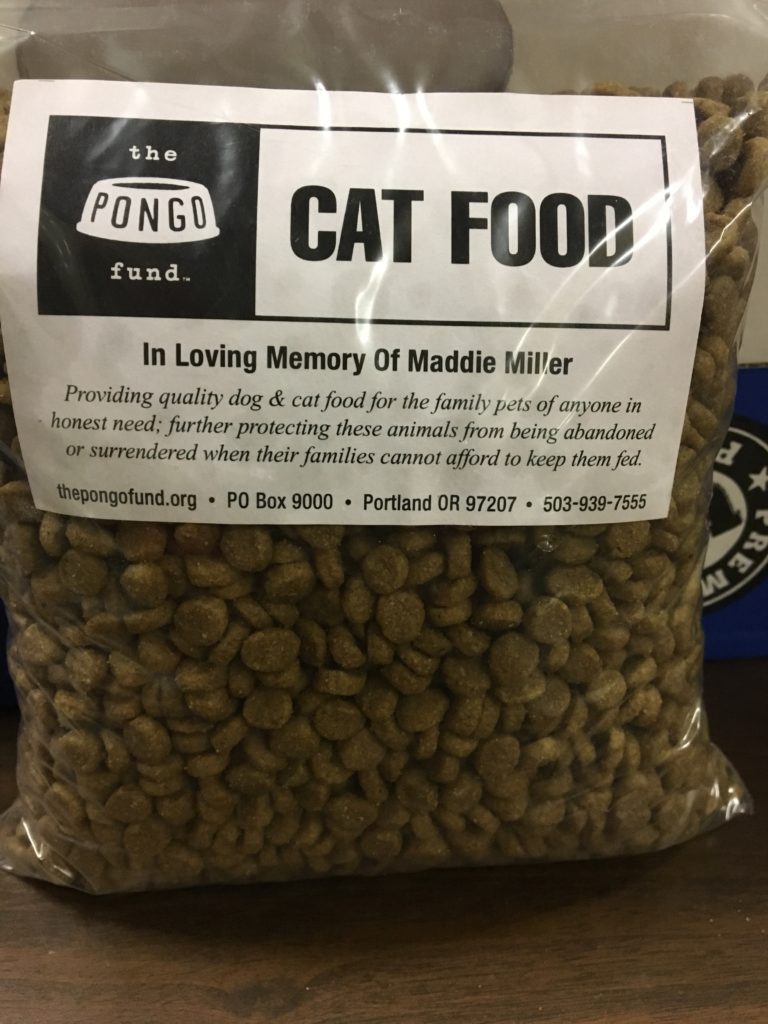 the
PONGO
fund™
CAT FOOD
In Loving Memory Of Maddie Miller
Providing quality dog & cat food for the family pets of anyone in
honest need; further protecting these animals from being abandoned
or surrendered when their families cannot afford to keep them fed.
thepongofund.org • PO Box 9000 • Portland OR 97207 • 503-939-7555